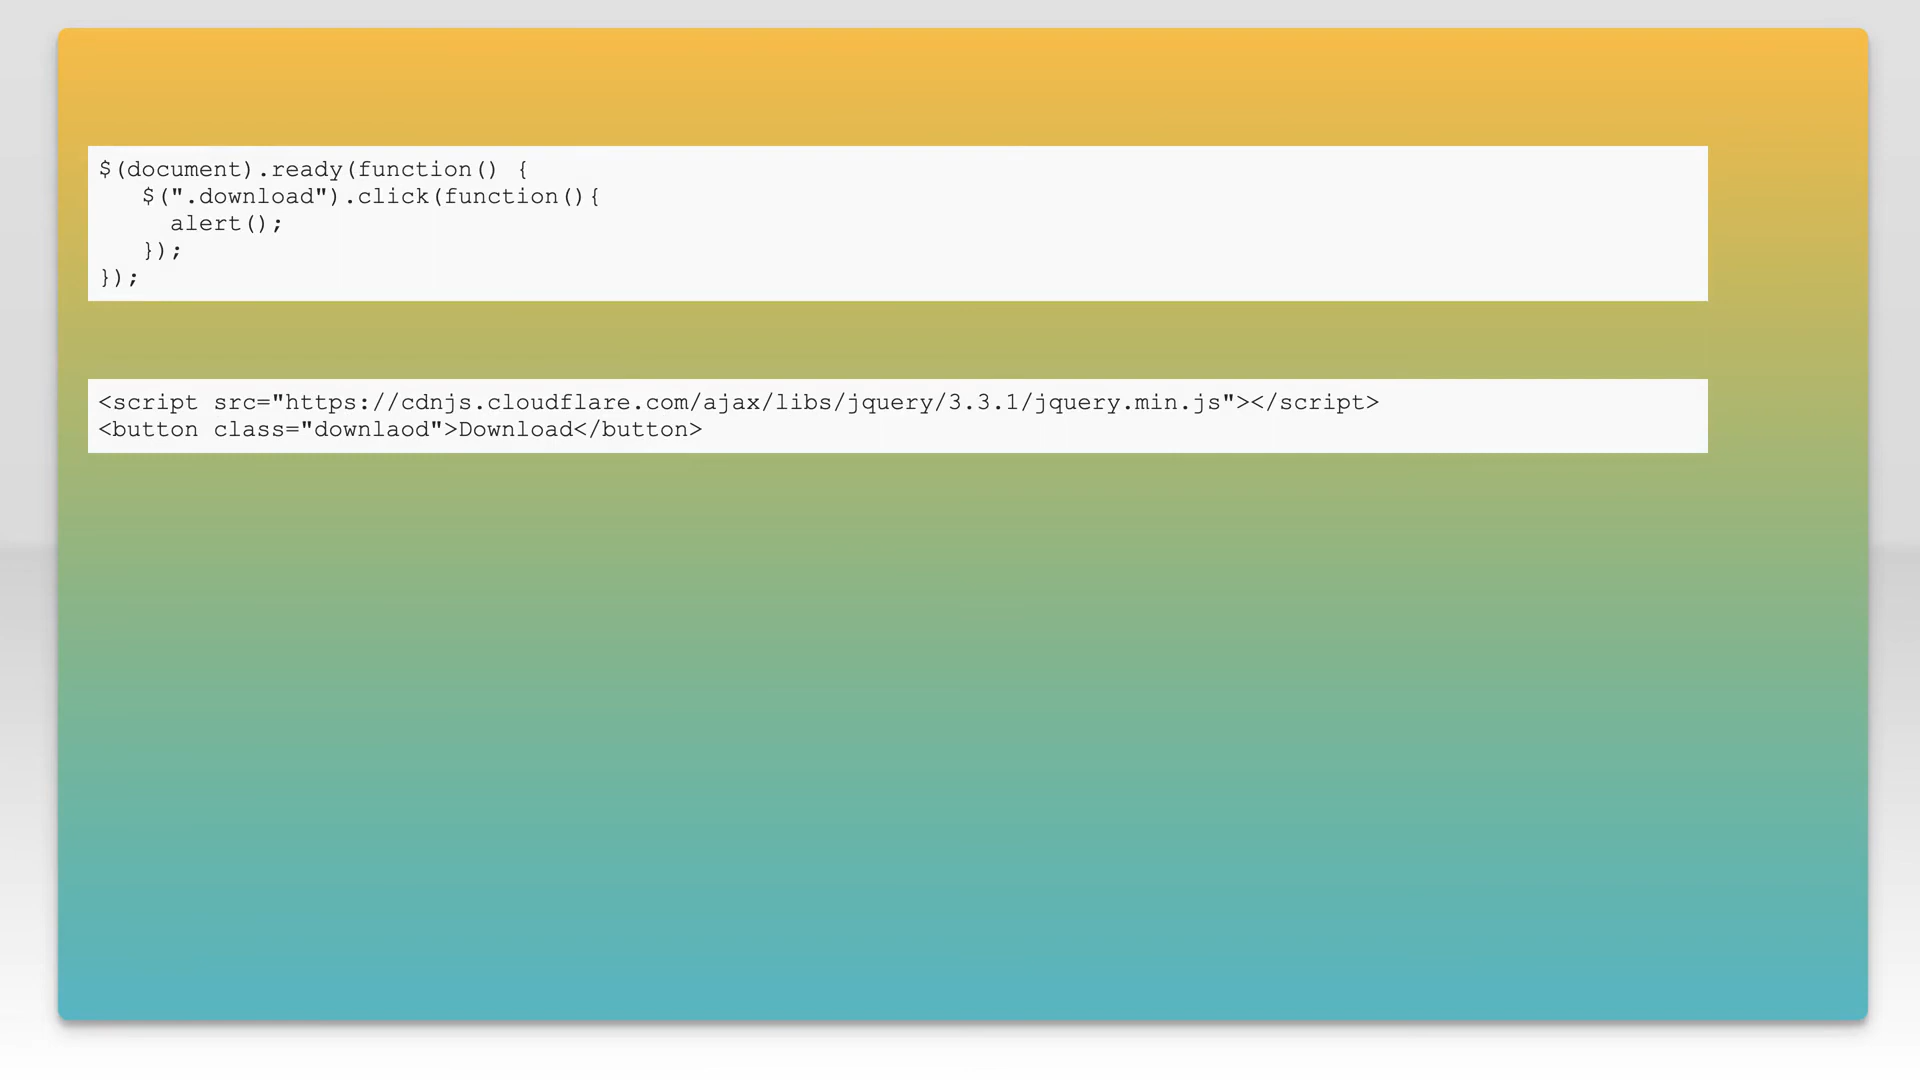 $(document).ready(function() {
   $(".download").click(function(){
     alert();
   });
});
<script src="https://cdnjs.cloudflare.com/ajax/libs/jquery/3.3.1/jquery.min.js"></script>
<button class="downlaod">Download</button>